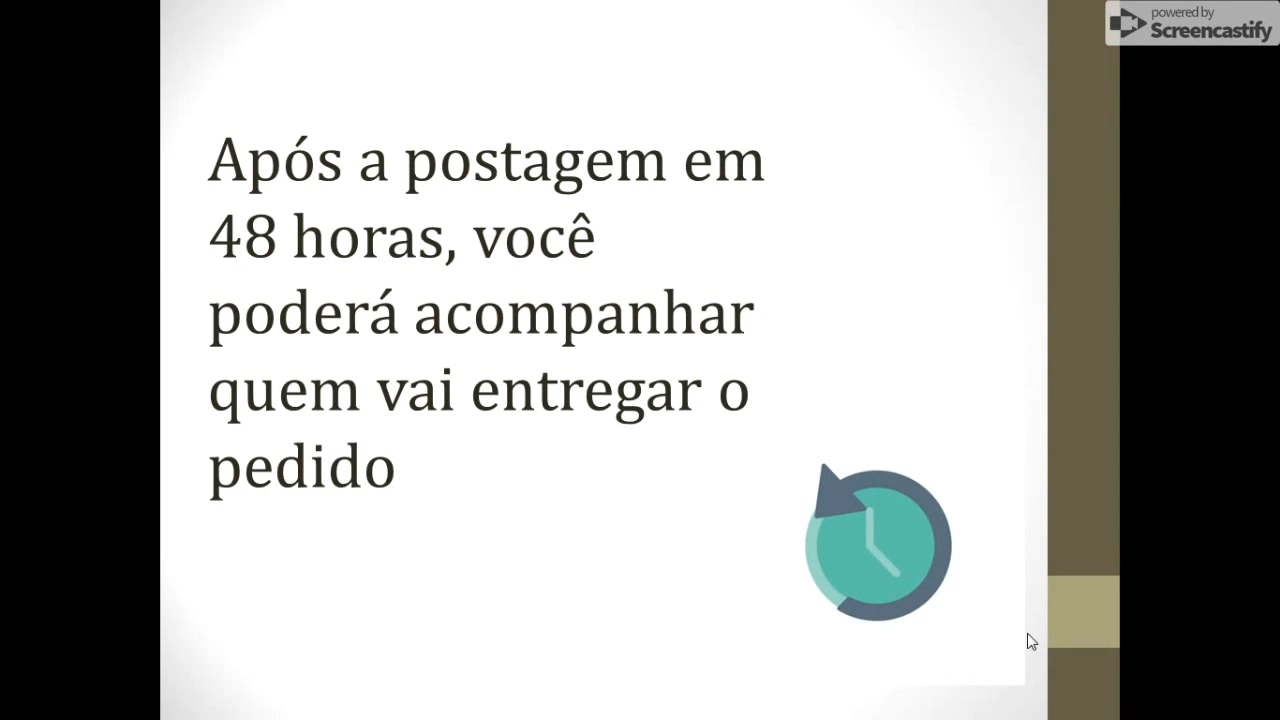 powered by
Screencastify
Após a postagem em
48 horas, você
poderá acompanhar
quem vai entregar o
pedido